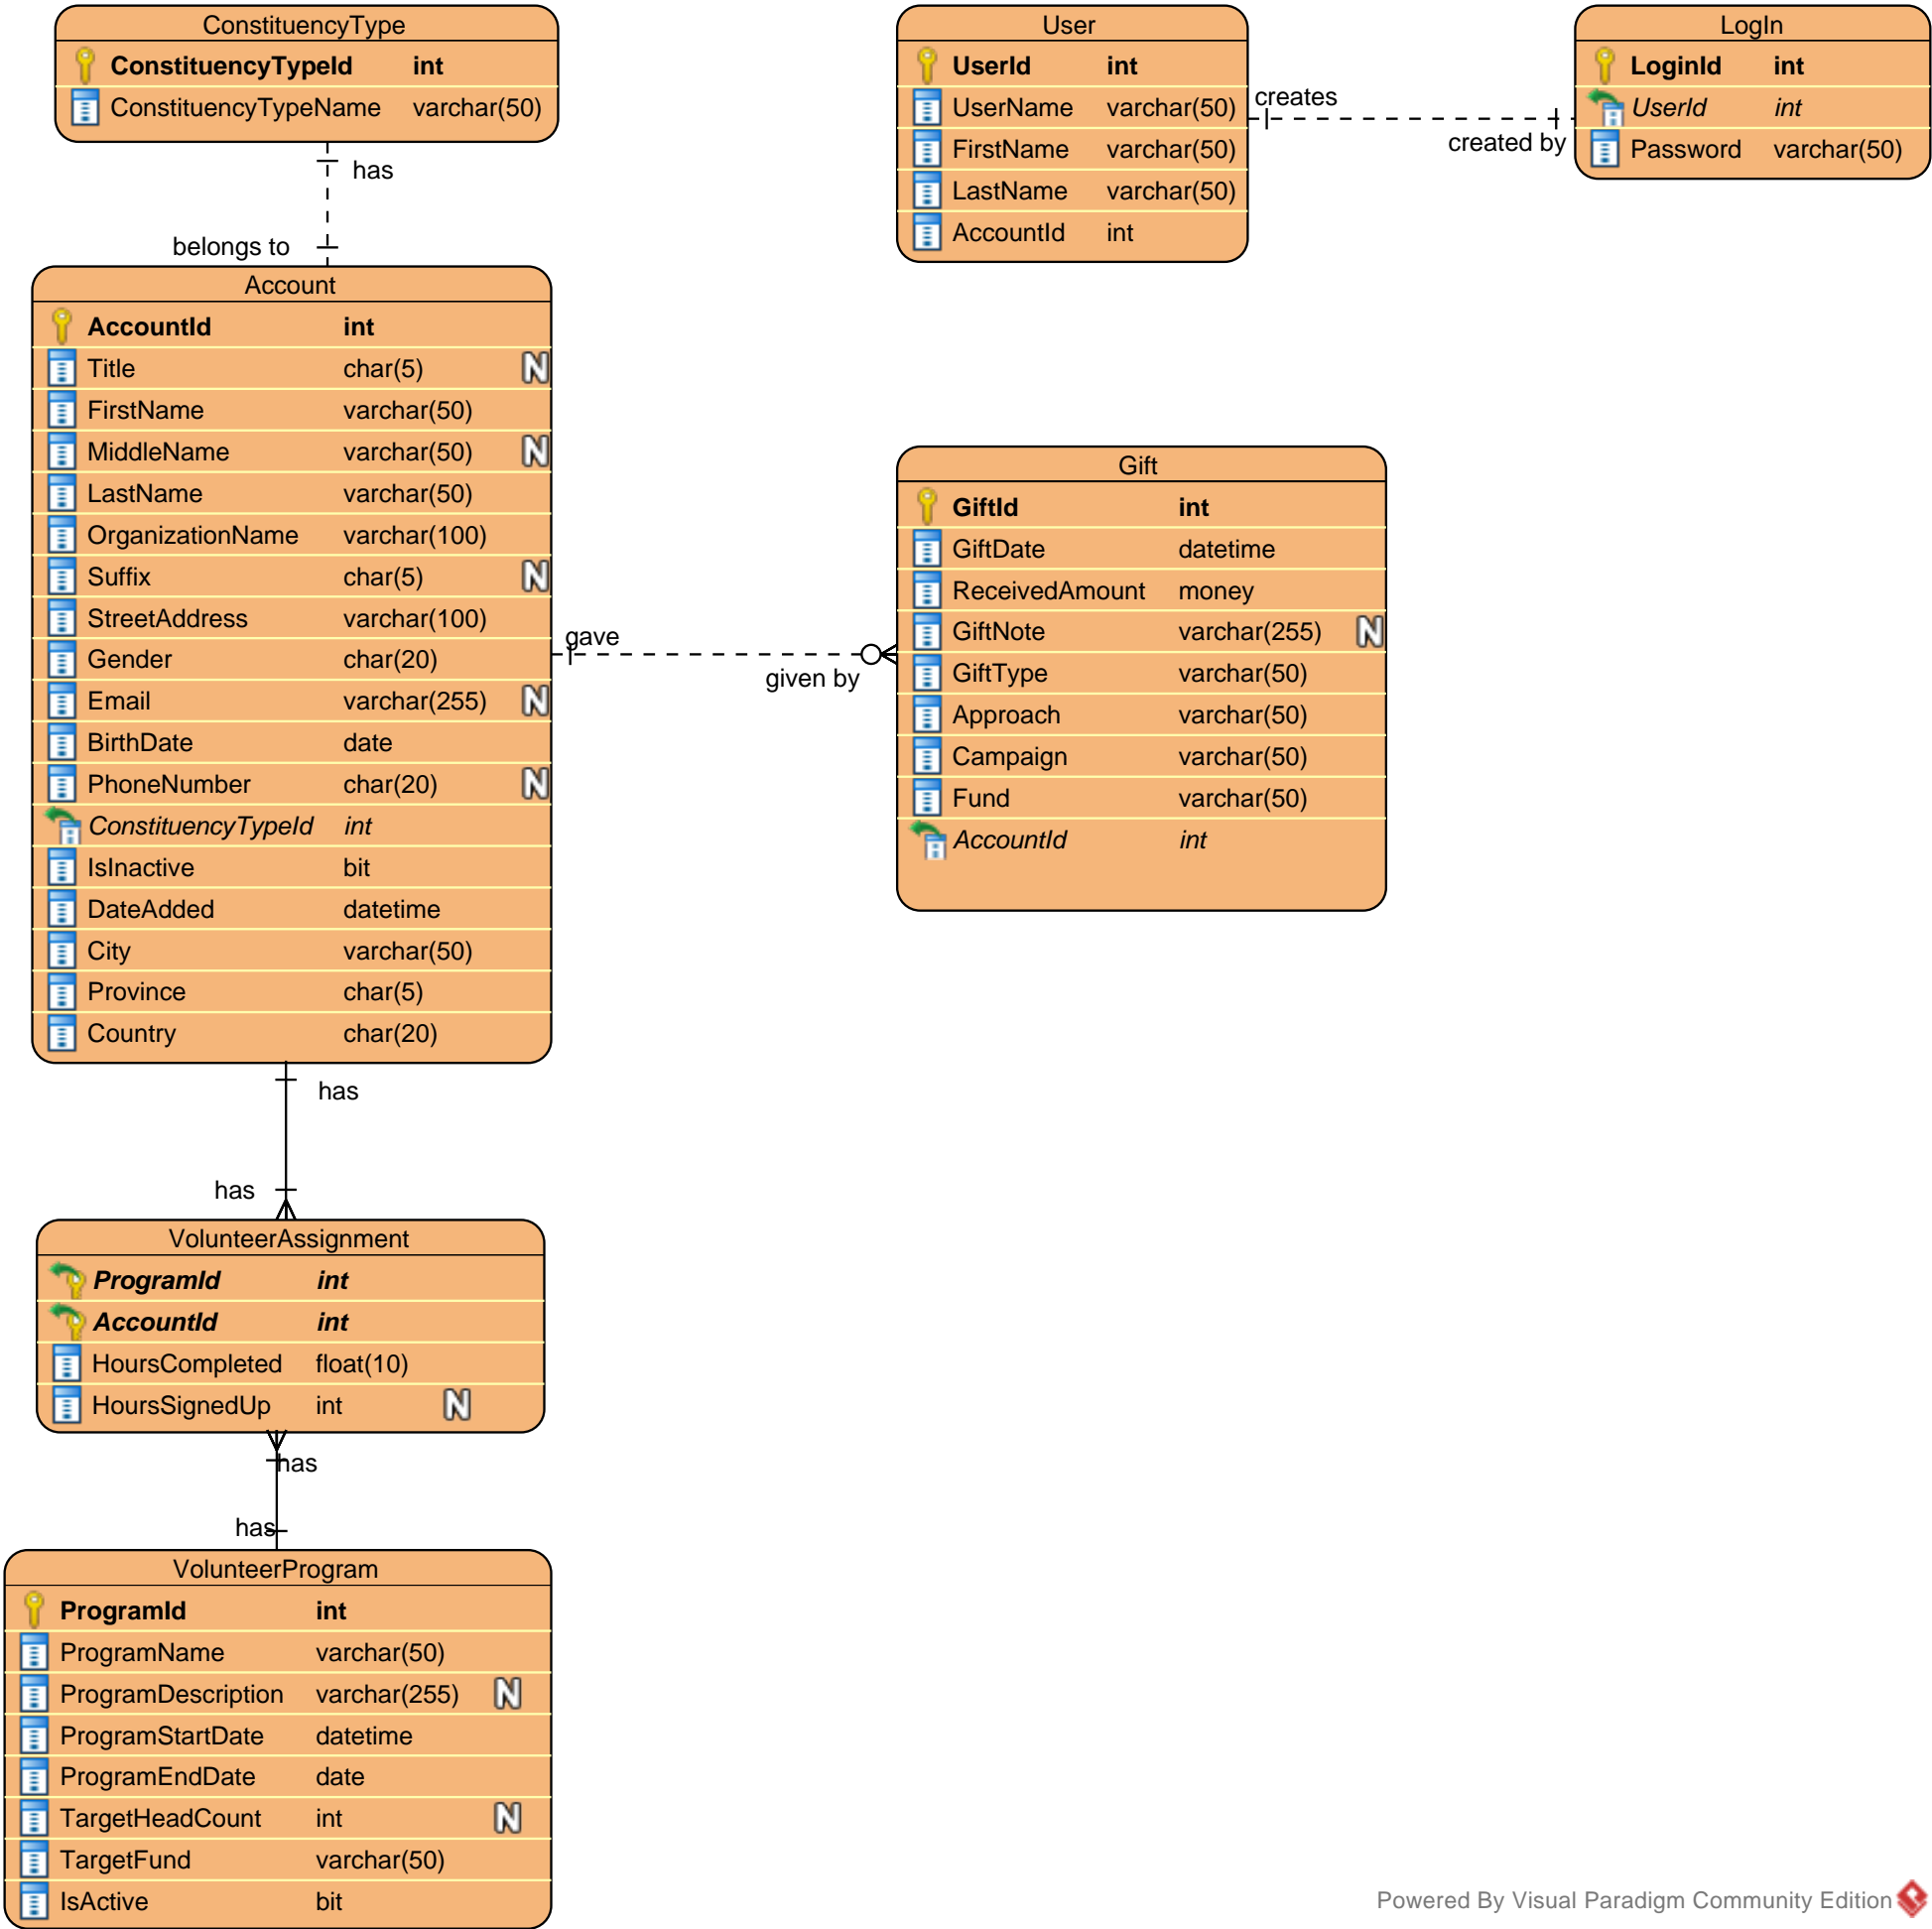 ConstituencyType
ConstituencyTypeId int
ConstituencyTypeName varchar(50)
has
belongs to
Account
AccountId int
Title char(5) N
FirstName varchar(50)
MiddleName varchar(50) N
LastName varchar(50)
OrganizationName varchar(100)
Suffix char(5) N
StreetAddress varchar(100)
Gender char(20)
Email varchar(255) N
BirthDate date
PhoneNumber char(20) N
ConstituencyTypeId int
IsInactive bit
DateAdded datetime
City varchar(50)
Province char(5)
Country char(20)
has
has
VolunteerAssignment
ProgramId int
AccountId int
HoursCompleted float(10)
HoursSignedUp int N
has
has
VolunteerProgram
ProgramId int
ProgramName varchar(50)
ProgramDescription varchar(255) N
ProgramStartDate datetime
ProgramEndDate date
TargetHeadCount int N
TargetFund varchar(50)
IsActive bit
User
UserId int
UserName varchar(50)
FirstName varchar(50)
LastName varchar(50)
AccountId int
creates
created by
LogIn
LoginId int
UserId int
Password varchar(50)
gave
given by
Gift
GiftId int
GiftDate datetime
ReceivedAmount money
GiftNote varchar(255) N
GiftType varchar(50)
Approach varchar(50)
Campaign varchar(50)
Fund varchar(50)
AccountId int
Powered By Visual Paradigm Community Edition